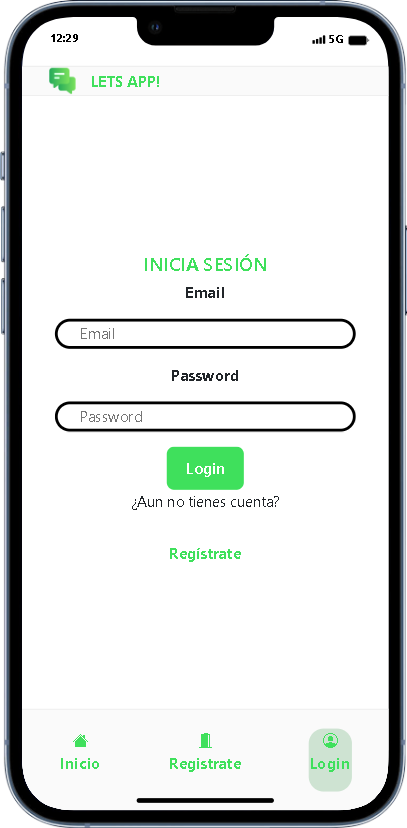 12:29
5G
LETS APP!
INICIA SESIÓN
Email
Email
Password
Password
Login
¿Aun no tienes cuenta?
Regístrate
Inicio
Registrate
Login